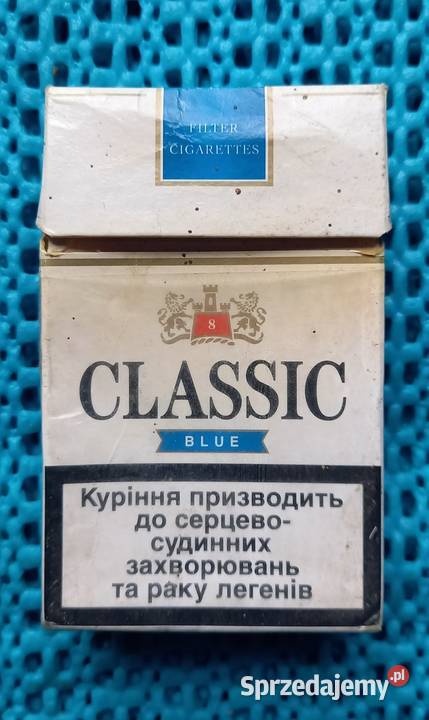 FILTER
CIGARETTES
8
CLASSIC
BLUE
Куріння призводить
до серцево-
судинних
захворювань
та раку легенів
Sprzedajemy.pl